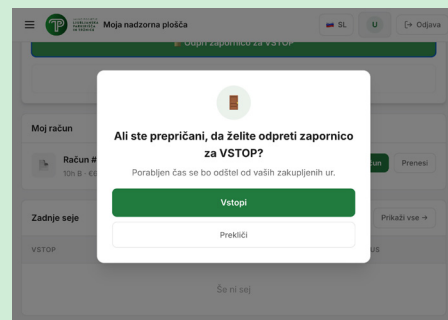 Moja nadzorna plošča
SL
U
Odjava
Odpri zapornico za VSTOP
Moj račun
Ali ste prepričani, da želite odpreti zapornico
za VSTOP?
Račun #
10h B · €6
Prenesi
Porabljen čas se bo odštel od vaših zakupljenih ur.
Vstopi
Prekliči
Zadnje seje
Prikaži vse →
VSTOP
Še ni sej